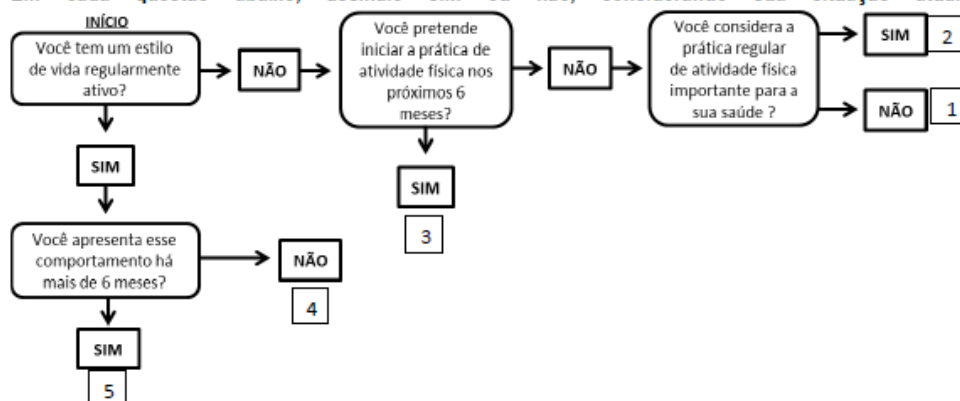 INÍCIO
Você tem um estilo
de vida regularmente
ativo?
NÃO
Você pretende
iniciar a prática de
atividade física nos
próximos 6
meses?
NÃO
Você considera a
prática regular
de atividade física
importante para a
sua saúde ?
SIM
2
NÃO
1
SIM
SIM
3
Você apresenta esse
comportamento há
mais de 6 meses?
NÃO
4
SIM
5